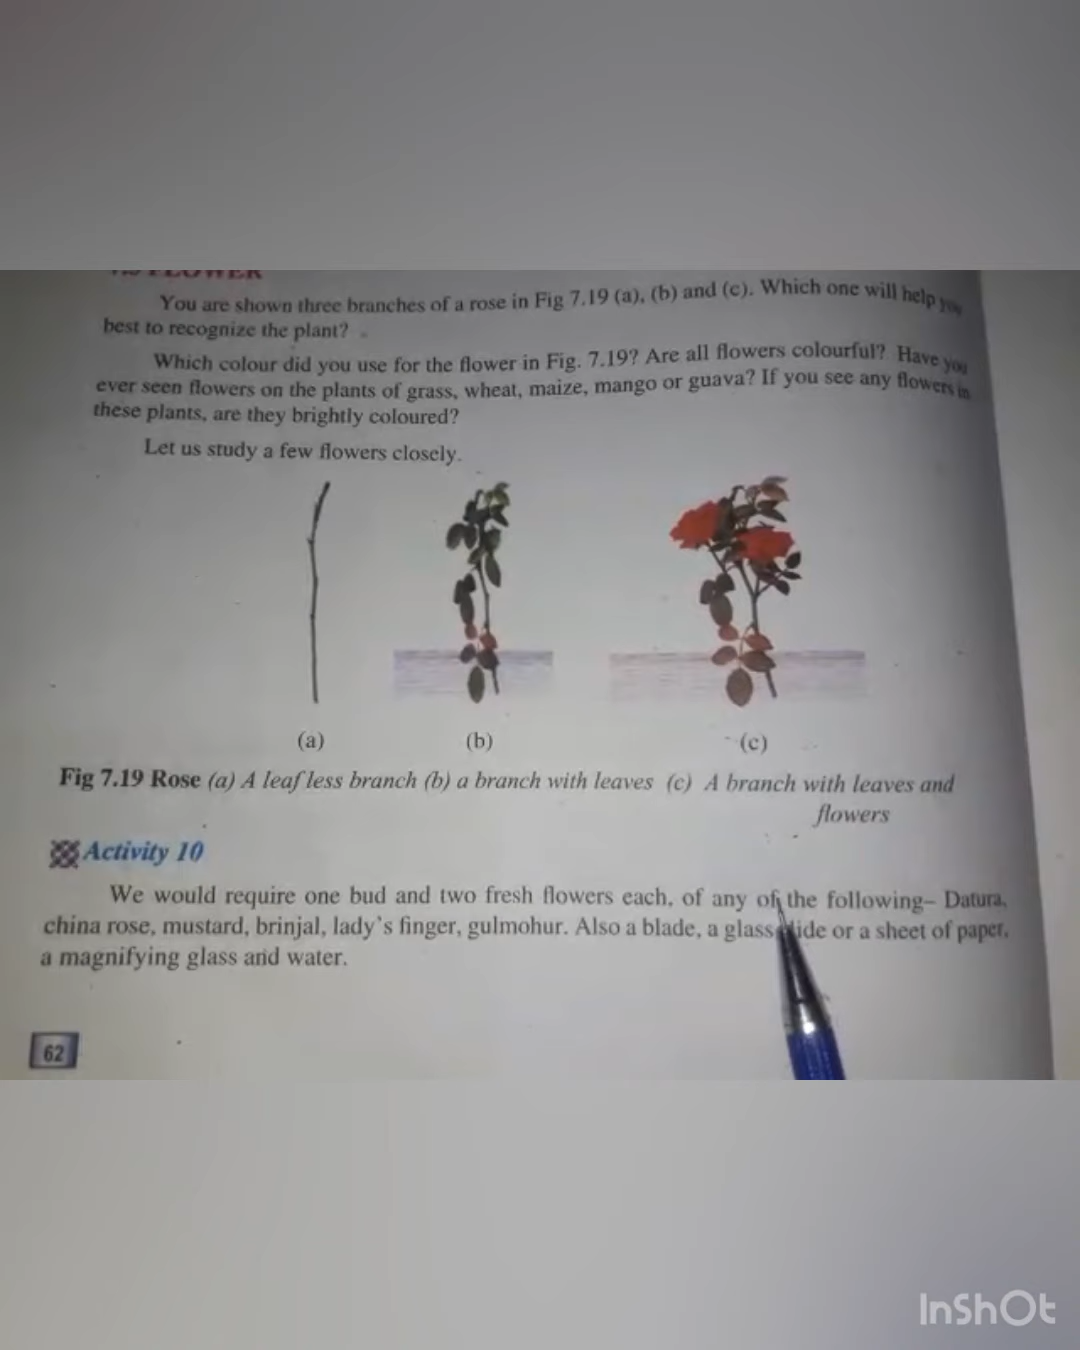 FLOWER
You are shown three branches of a rose in Fig 7.19 (a), (b) and (c). Which one will help you
best to recognize the plant?
Which colour did you use for the flower in Fig. 7.19? Are all flowers colourful? Have you
ever seen flowers on the plants of grass, wheat, maize, mango or guava? If you see any flowers in
these plants, are they brightly coloured?
Let us study a few flowers closely.
(a) (b) (c)
Fig 7.19 Rose (a) A leaf less branch (b) a branch with leaves (c) A branch with leaves and
flowers
Activity 10
We would require one bud and two fresh flowers each, of any of the following– Datura,
china rose, mustard, brinjal, lady's finger, gulmohur. Also a blade, a glass slide or a sheet of paper,
a magnifying glass and water.
62
InShOt